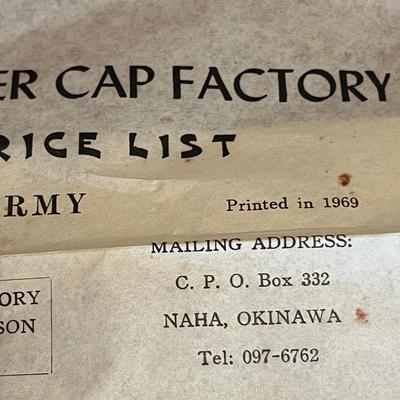 ER CAP FACTORY
RICE LIST
RMY
Printed in 1969
MAILING ADDRESS:
C. P. O. Box 332
NAHA, OKINAWA
Tel: 097-6762
ORY
SON